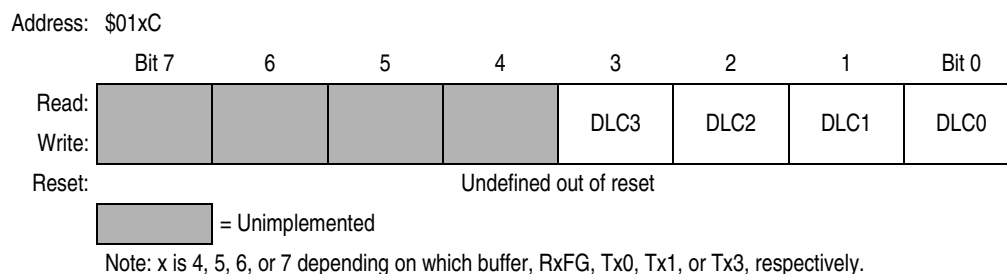 Address: $01xC
Bit 7 6 5 4 3 2 1 Bit 0
Read:
DLC3 DLC2 DLC1 DLC0
Write:
Reset: Undefined out of reset
= Unimplemented
Note: x is 4, 5, 6, or 7 depending on which buffer, RxFG, Tx0, Tx1, or Tx3, respectively.